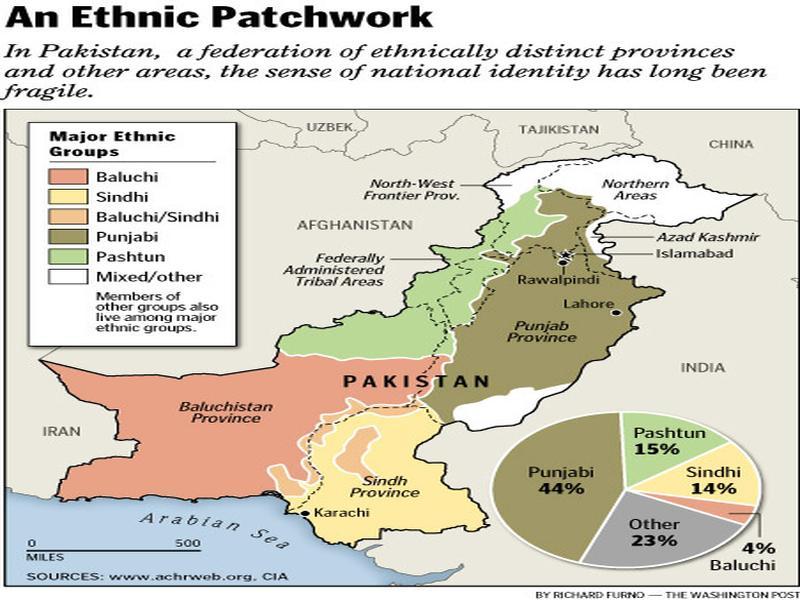 An Ethnic Patchwork
In Pakistan, a federation of ethnically distinct provinces
and other areas, the sense of national identity has long been
fragile.
Major Ethnic
Groups
Baluchi
Sindhi
Baluchi/Sindhi
Punjabi
Pashtun
Mixed/other
Members of
other groups also
live among major
ethnic groups.
UZBEK.
TAJIKISTAN
CHINA
North-West
Frontier Prov.
Northern
Areas
AFGHANISTAN
Azad Kashmir
Islamabad
Federally
Administered
Tribal Areas
Rawalpindi
Lahore
Punjab
Province
INDIA
PAKISTAN
Baluchistan
Province
IRAN
Sindh
Province
Karachi
Arabian Sea
0 500
MILES
SOURCES: www.achrweb.org, CIA
Pashtun
15%
Sindhi
14%
Punjabi
44%
Other
23%
4%
Baluchi
BY RICHARD FURNO — THE WASHINGTON POST